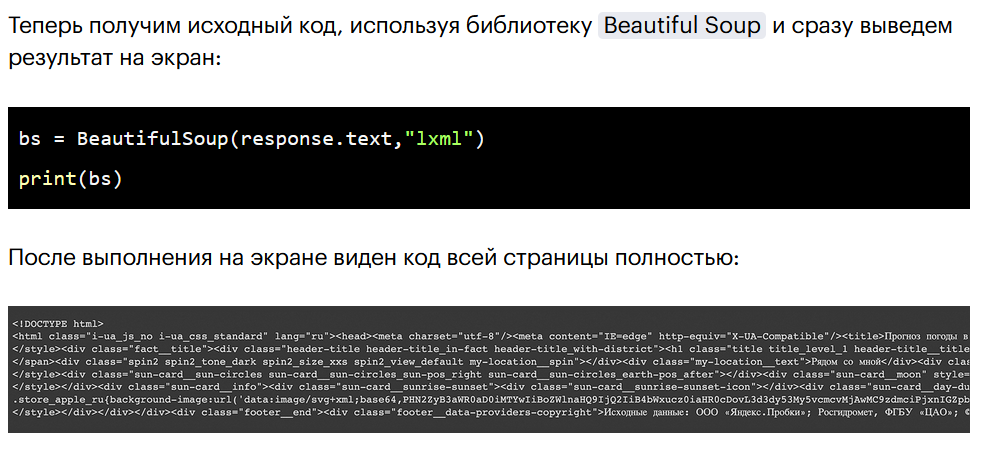 Теперь получим исходный код, используя библиотеку Beautiful Soup и сразу выведем
результат на экран:
bs = BeautifulSoup(response.text,"lxml")
print(bs)
После выполнения на экране виден код всей страницы полностью:
<!DOCTYPE html>
<html class="i-ua_js_no i-ua_css_standard" lang="ru"><head><meta charset="utf-8"/><meta content="IE=edge" http-equiv="X-UA-Compatible"/><title>Прогноз погоды в
</style><div class="fact__title"><div class="header-title header-title_in-fact header-title_with-district"><h1 class="title title_level_1 header-title__title
</span><div class="spin2 spin2_tone_dark spin2_size_xxs spin2_view_default my-location__spin"></div><div class="my-location__text">Рядом со мной</div><div clas
</style><div class="sun-card__sun-circles sun-card__sun-circles_sun-pos_right sun-card__sun-circles_earth-pos_after"></div><div class="sun-card__moon" style=
</style></div><div class="sun-card__info"><div class="sun-card__sunrise-sunset"><div class="sun-card__sunrise-sunset-icon"></div><div class="sun-card__day-du
.store_apple_ru{background-image:url('data:image/svg+xml;base64,
</style></div></div></div><div class="footer__end"><div class="footer__data-providers-copyright">Исходные данные: ООО «Яндекс.Пробки»; Росгидромет, ФГБУ «ЦАО»; ©